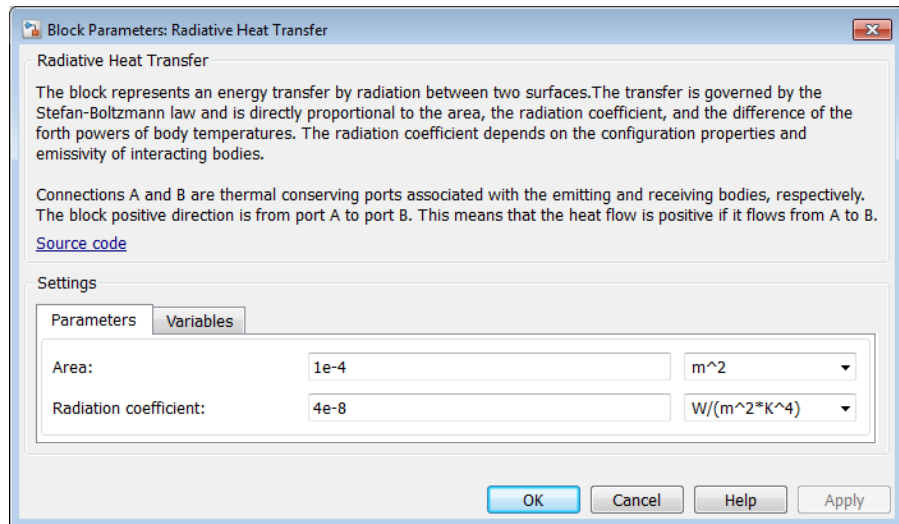 Block Parameters: Radiative Heat Transfer
Radiative Heat Transfer
The block represents an energy transfer by radiation between two surfaces.The transfer is governed by the
Stefan-Boltzmann law and is directly proportional to the area, the radiation coefficient, and the difference of the
forth powers of body temperatures. The radiation coefficient depends on the configuration properties and
emissivity of interacting bodies.
Connections A and B are thermal conserving ports associated with the emitting and receiving bodies, respectively.
The block positive direction is from port A to port B. This means that the heat flow is positive if it flows from A to B.
Source code
Settings
Parameters Variables
Area: 1e-4 m^2
Radiation coefficient: 4e-8 W/(m^2*K^4)
OK Cancel Help Apply